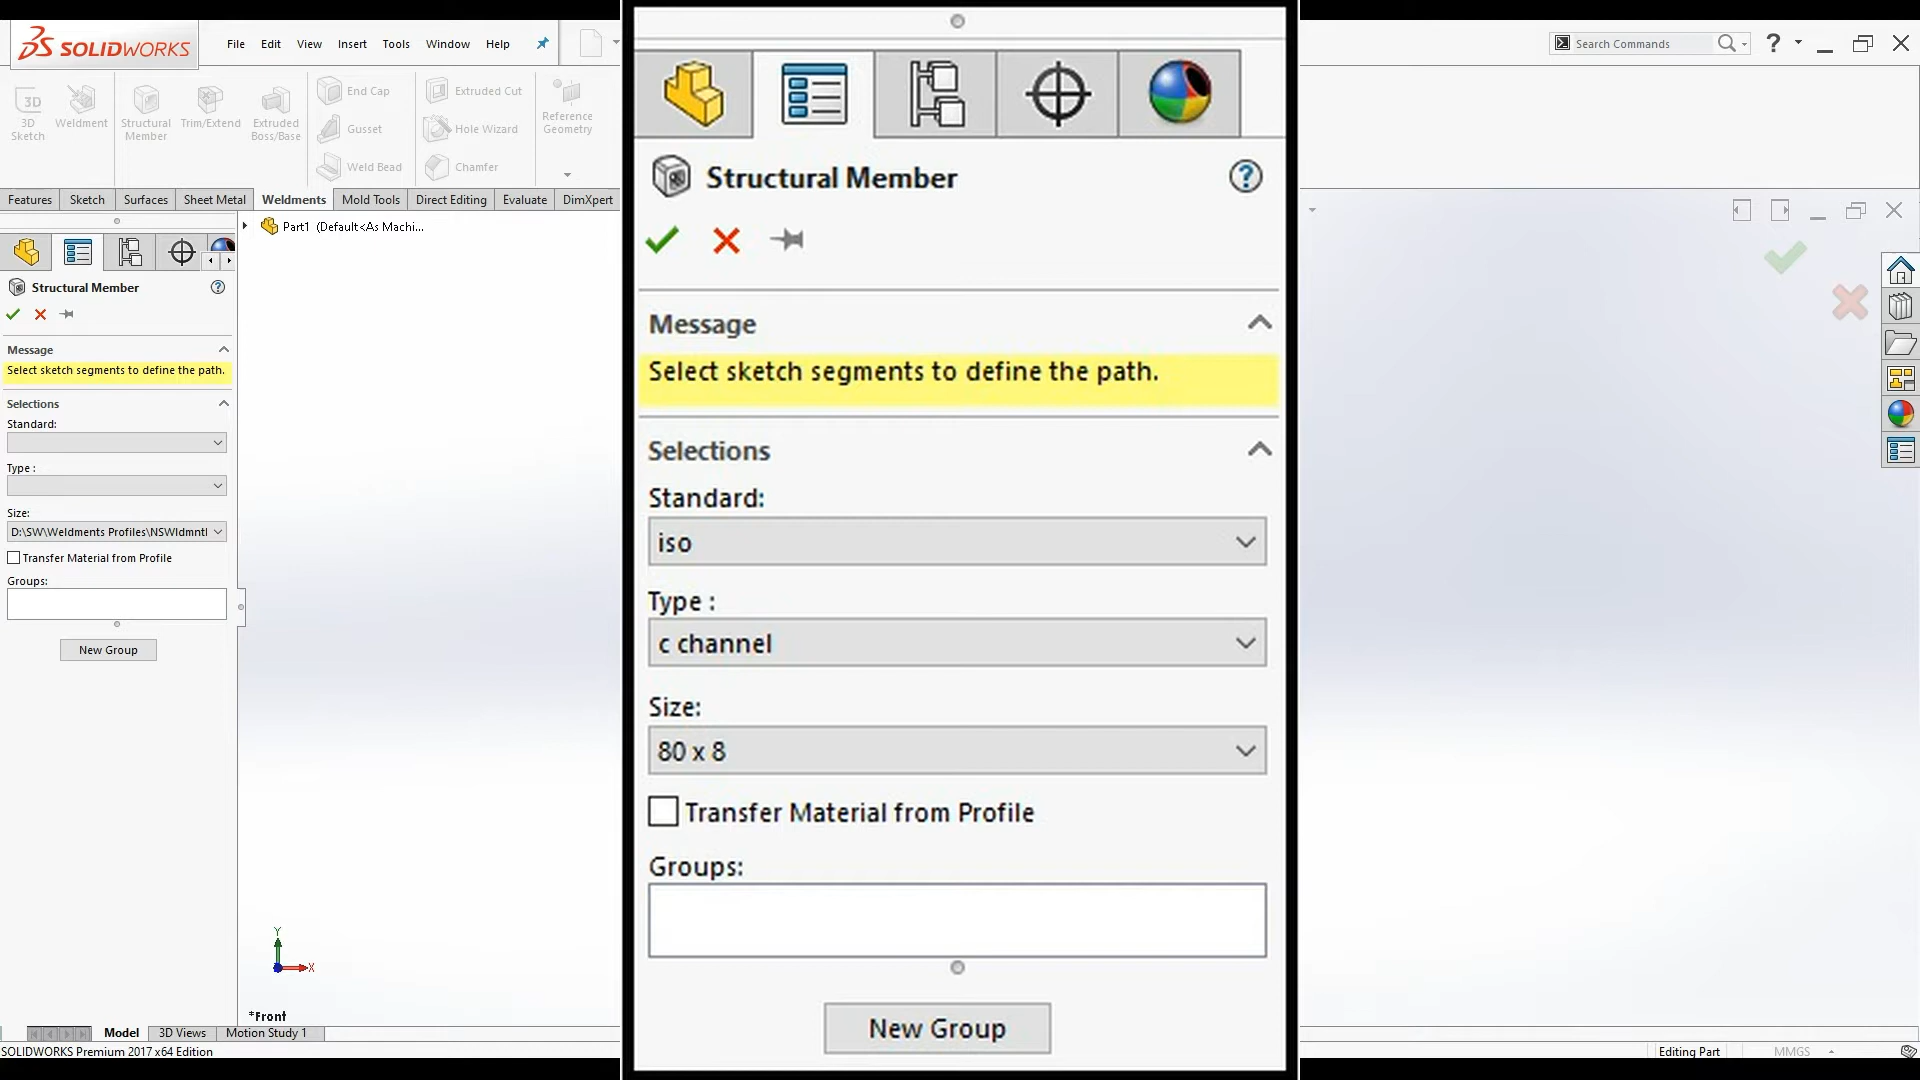 SOLIDWORKS
File Edit View Insert Tools Window Help
Search Commands
3D
Sketch
Weldment
Structural
Member
Trim/Extend
Extruded
Boss/Base
End Cap
Gusset
Weld Bead
Extruded Cut
Hole Wizard
Chamfer
Reference
Geometry
Features Sketch Surfaces Sheet Metal Weldments Mold Tools Direct Editing Evaluate DimXpert
Part1 (Default<As Machi...
Structural Member
Message
Select sketch segments to define the path.
Selections
Standard:
Type :
Size:
D:\SW\Weldments Profiles\NSWldmntl
Transfer Material from Profile
Groups:
New Group
Structural Member
Message
Select sketch segments to define the path.
Selections
Standard:
iso
Type :
c channel
Size:
80 x 8
Transfer Material from Profile
Groups:
New Group
Y
X
*Front
Model 3D Views Motion Study 1
SOLIDWORKS Premium 2017 x64 Edition
Editing Part
MMGS